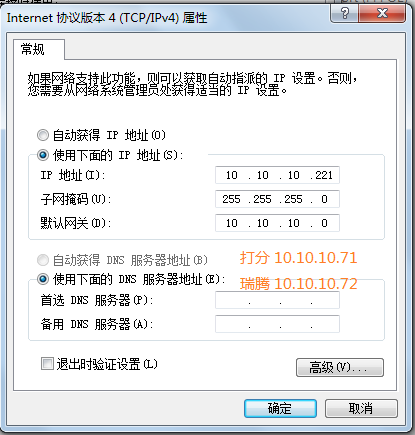 Internet 协议版本 4 (TCP/IPv4) 属性
常规
如果网络支持此功能，则可以获取自动指派的 IP 设置。否则，
您需要从网络系统管理员处获得适当的 IP 设置。
自动获得 IP 地址(O)
使用下面的 IP 地址(S):
IP 地址(I): 10 . 10 . 10 .221
子网掩码(U): 255 .255 .255 . 0
默认网关(D): 10 . 10 . 10 . 0
自动获得 DNS 服务器地址(B) 打分 10.10.10.71
使用下面的 DNS 服务器地址(E): 瑞腾 10.10.10.72
首选 DNS 服务器(P): . . .
备用 DNS 服务器(A): . . .
退出时验证设置(L)
高级(V)...
确定 取消